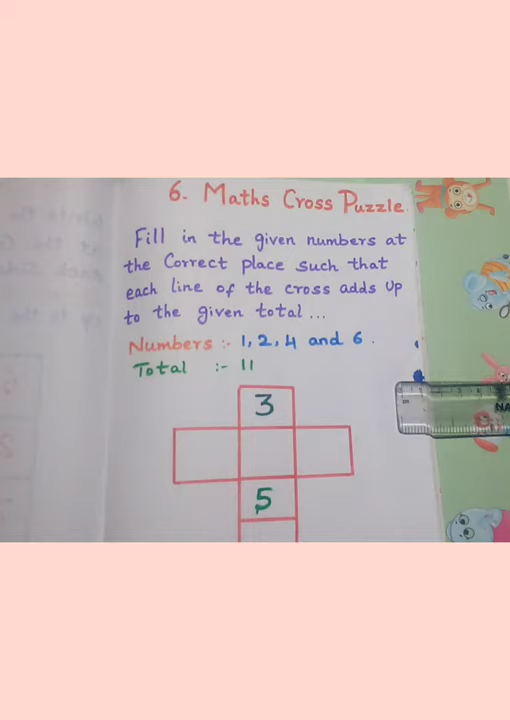 6. Maths Cross Puzzle
Fill in the given numbers at
the Correct place such that
each line of the cross adds up
to the given total ...
Numbers :- 1, 2, 4 and 6.
Total :- 11
3
5